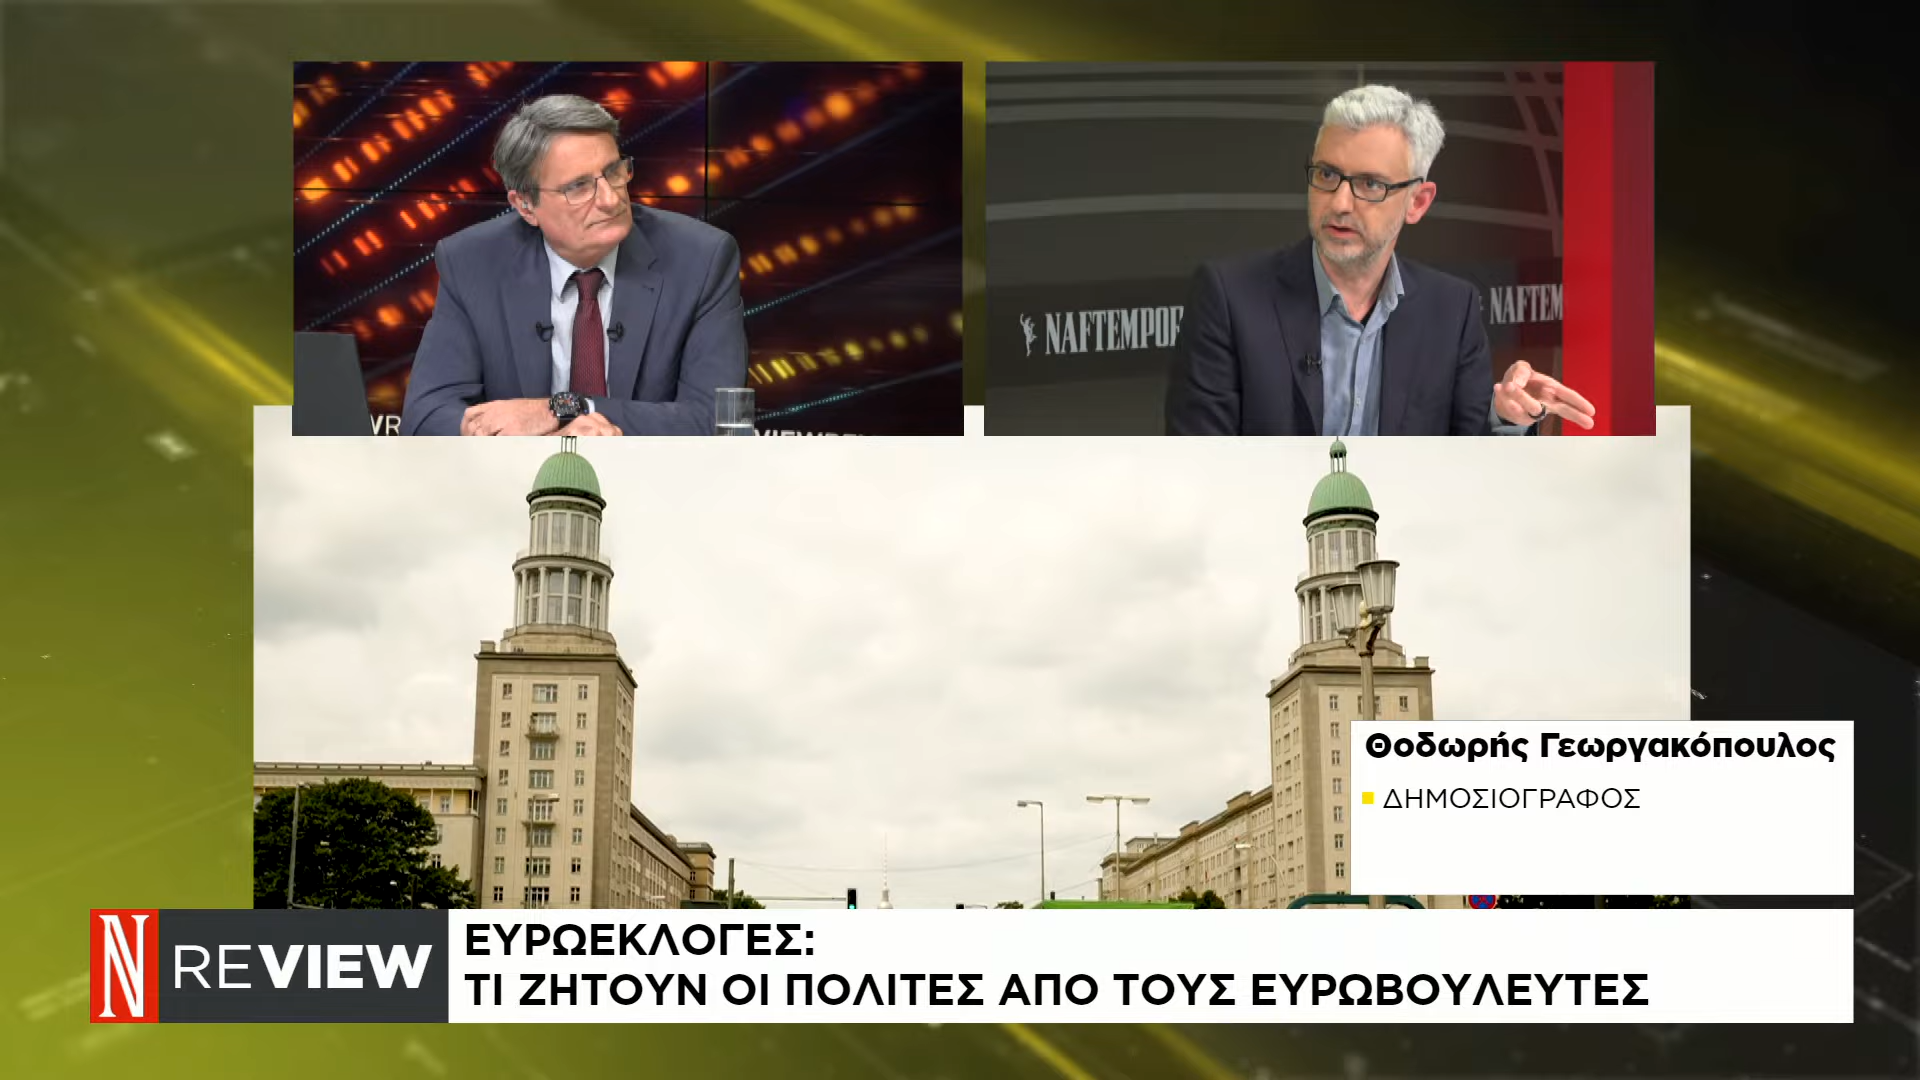 NAFTEMPOR
NAFTEM
Θοδωρής Γεωργακόπουλος
ΔΗΜΟΣΙΟΓΡΑΦΟΣ
N REVIEW
ΕΥΡΩΕΚΛΟΓΕΣ:
ΤΙ ΖΗΤΟΥΝ ΟΙ ΠΟΛΙΤΕΣ ΑΠΟ ΤΟΥΣ ΕΥΡΩΒΟΥΛΕΥΤΕΣ